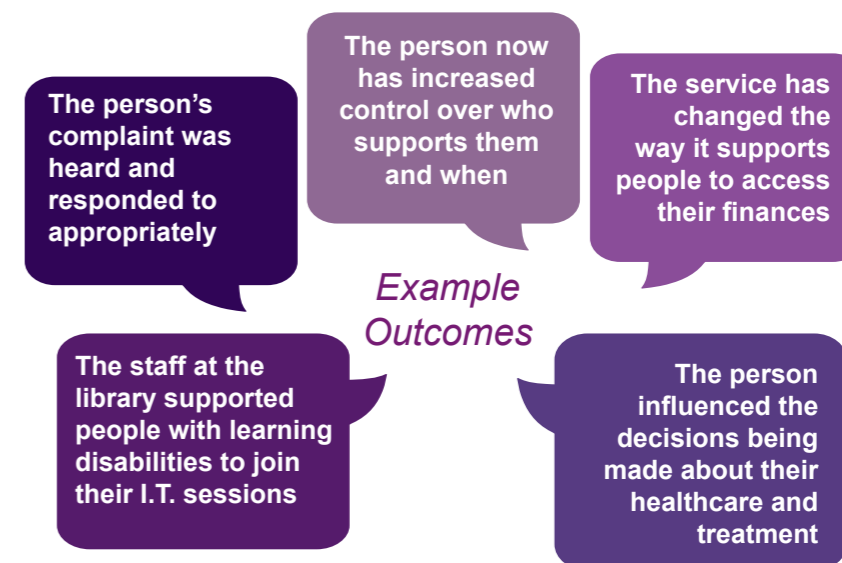 The person's
complaint was
heard and
responded to
appropriately
The person now
has increased
control over who
supports them
and when
The service has
changed the
way it supports
people to access
their finances
Example
Outcomes
The staff at the
library supported
people with learning
disabilities to join
their I.T. sessions
The person
influenced the
decisions being
made about their
healthcare and
treatment